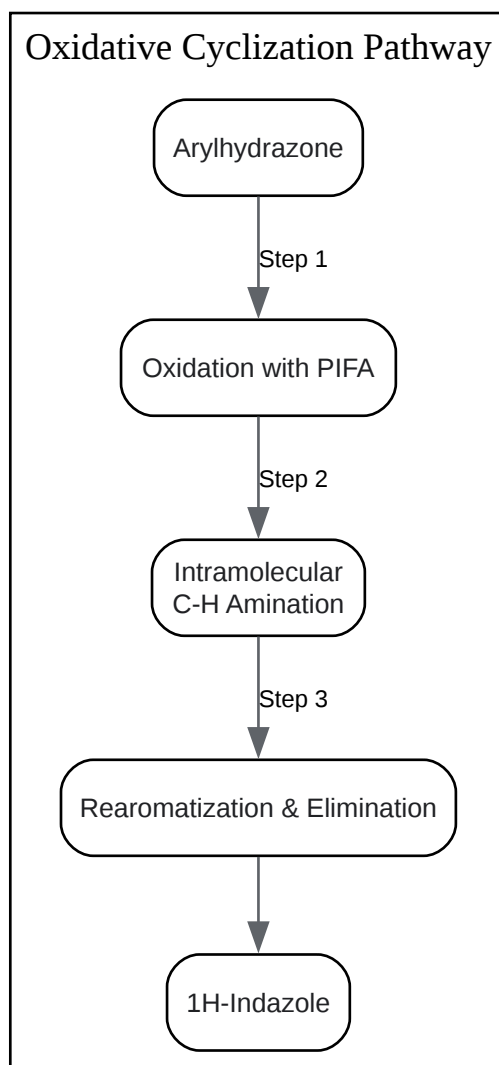 Oxidative Cyclization Pathway
Arylhydrazone
Step 1
Oxidation with PIFA
Step 2
Intramolecular
C-H Amination
Step 3
Rearomatization & Elimination
1H-Indazole